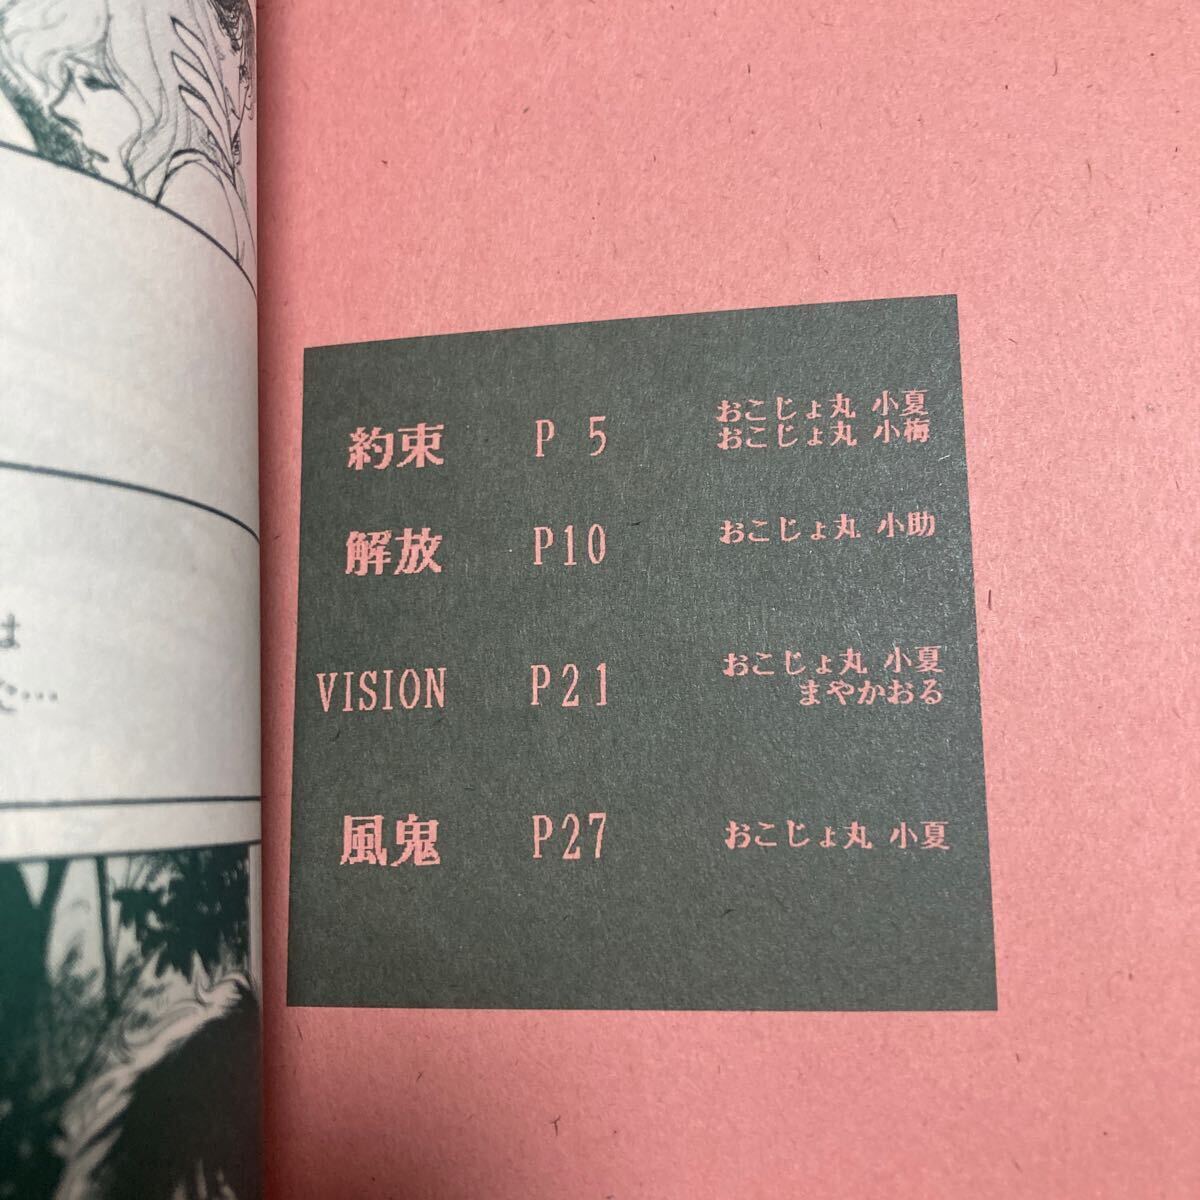 約束 P 5 おこじょ丸 小夏
おこじょ丸 小梅
解放 P10 おこじょ丸 小助
VISION P21 おこじょ丸 小夏
まやかおる
風鬼 P27 おこじょ丸 小夏
は
た…